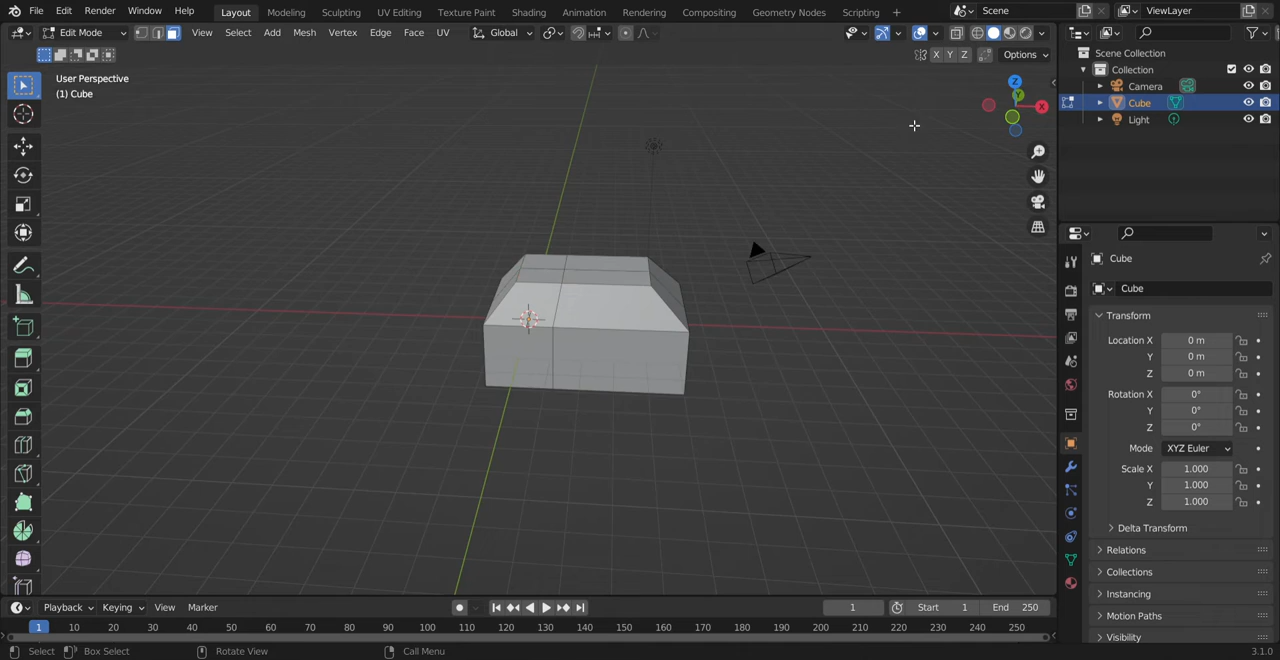 File Edit Render Window Help Layout Modeling Sculpting UV Editing Texture Paint Shading Animation Rendering Compositing Geometry Nodes Scripting + Scene ViewLayer
Edit Mode View Select Add Mesh Vertex Edge Face UV Global
X Y Z Options
User Perspective
(1) Cube
Z
Y
X
Scene Collection
Collection
Camera
Cube
Light
Cube
Cube
Transform
Location X 0 m
Y 0 m
Z 0 m
Rotation X 0°
Y 0°
Z 0°
Mode XYZ Euler
Scale X 1.000
Y 1.000
Z 1.000
Delta Transform
Relations
Collections
Instancing
Motion Paths
Visibility
Playback Keying View Marker 1 Start 1 End 250
1 10 20 30 40 50 60 70 80 90 100 110 120 130 140 150 160 170 180 190 200 210 220 230 240 250
Select Box Select Rotate View Call Menu 3.1.0